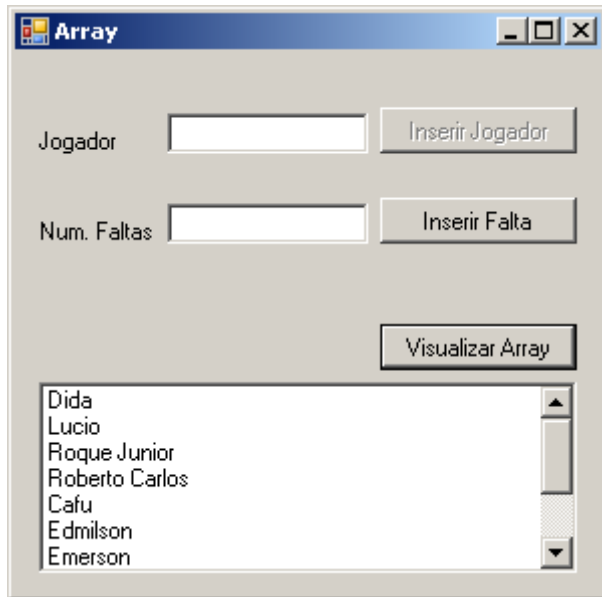 Array
Jogador
Inserir Jogador
Num. Faltas
Inserir Falta
Visualizar Array
Dida
Lucio
Roque Junior
Roberto Carlos
Cafu
Edmilson
Emerson